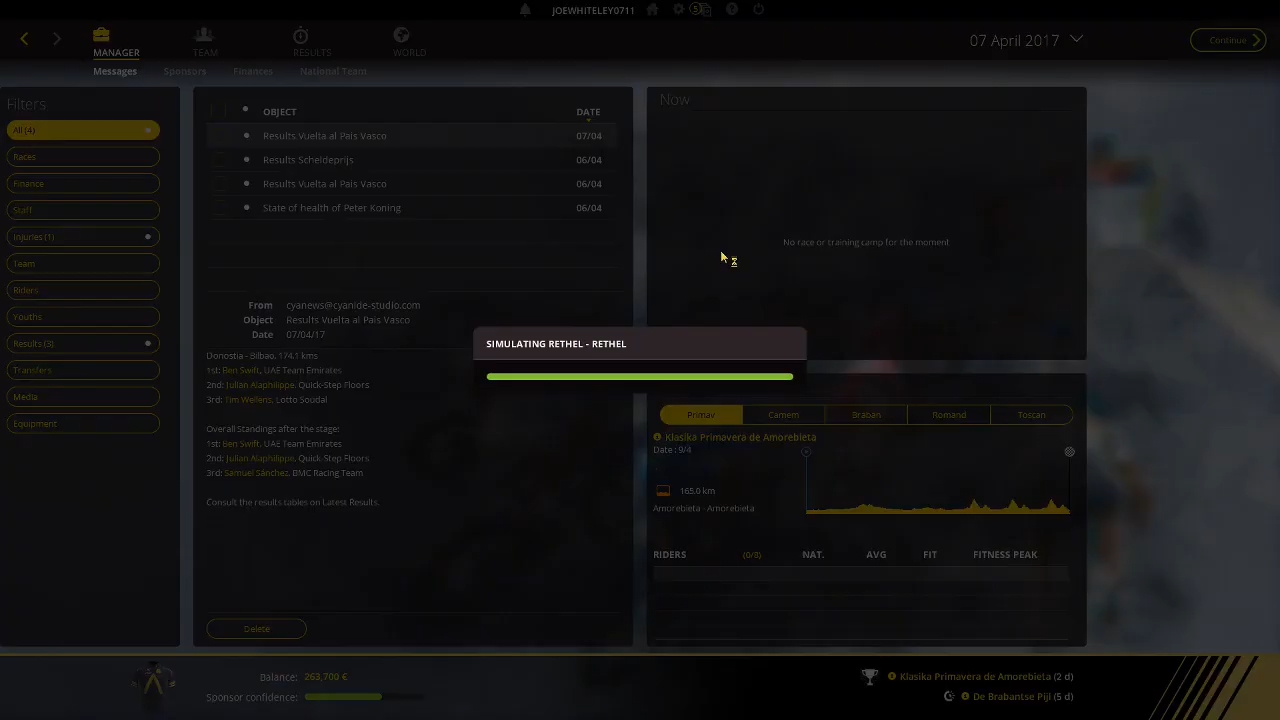 JOEWHITELEY0711
5
MANAGER
TEAM
RESULTS
WORLD
07 April 2017
Continue
Messages
Sponsors
Finances
National Team
Filters
All (4)
Races
Finance
Staff
Injuries (1)
Team
Riders
Youths
Results (3)
Transfers
Media
Equipment
OBJECT DATE
Results Vuelta al Pais Vasco 07/04
Results Scheldeprijs 06/04
Results Vuelta al Pais Vasco 06/04
State of health of Peter Koning 06/04
From cyanews@cyanide-studio.com
Object Results Vuelta al Pais Vasco
Date 07/04/17
Donostia - Bilbao, 174.1 kms
1st: Ben Swift, UAE Team Emirates
2nd: Julian Alaphilippe, Quick-Step Floors
3rd: Tim Wellens, Lotto Soudal
Overall Standings after the stage:
1st: Ben Swift, UAE Team Emirates
2nd: Julian Alaphilippe, Quick-Step Floors
3rd: Samuel Sánchez, BMC Racing Team
Consult the results tables on Latest Results.
Delete
SIMULATING RETHEL - RETHEL
Now
No race or training camp for the moment
Primav
Camem
Braban
Romand
Toscan
Klasika Primavera de Amorebieta
Date : 9/4
165.0 km
Amorebieta - Amorebieta
RIDERS (0/8) NAT. AVG FIT FITNESS PEAK
Balance: 263,700 €
Sponsor confidence:
Klasika Primavera de Amorebieta (2 d)
De Brabantse Pijl (5 d)